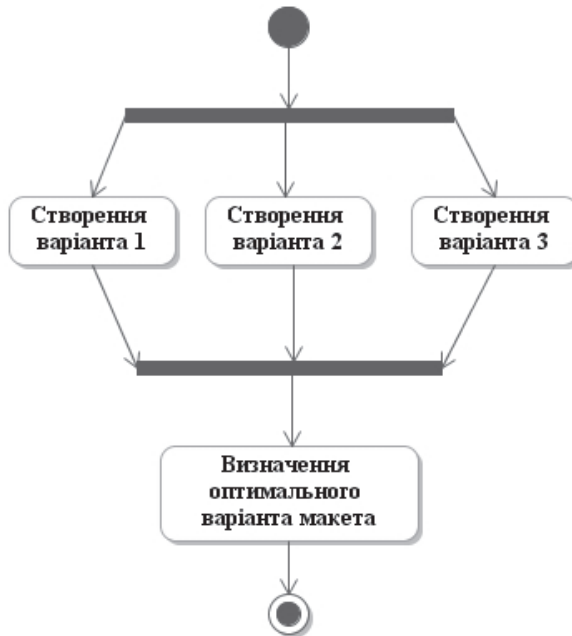 Створення
варіанта 1
Створення
варіанта 2
Створення
варіанта 3
Визначення
оптимального
варіанта макета